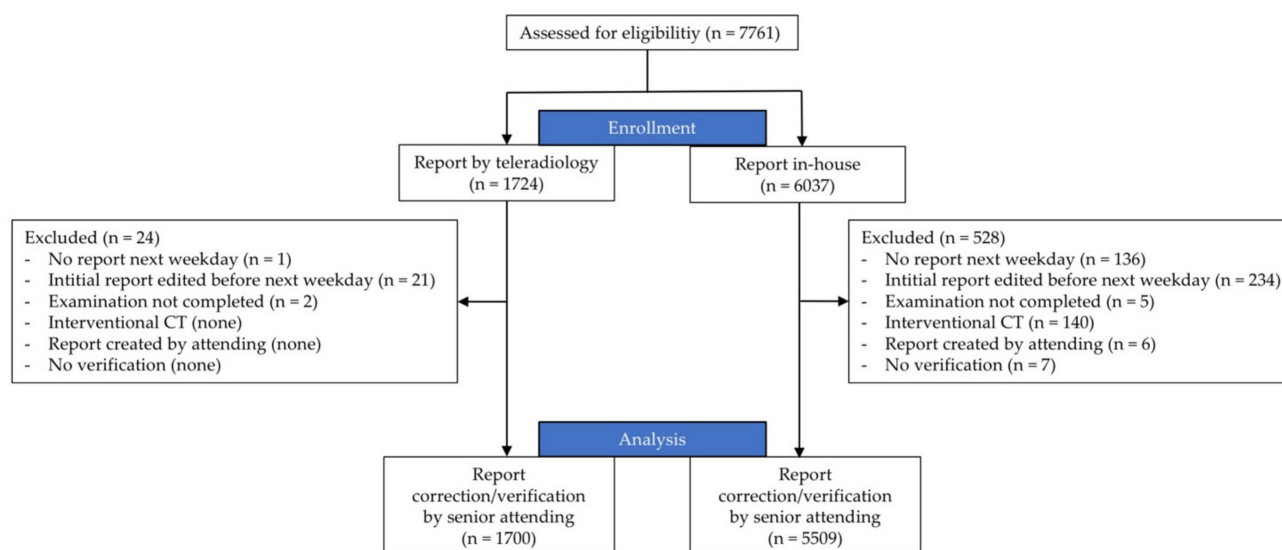 Assessed for eligibilitiy (n = 7761)
Enrollment
Report by teleradiology
(n = 1724)
Report in-house
(n = 6037)
Excluded (n = 24)
- No report next weekday (n = 1)
- Intitial report edited before next weekday (n = 21)
- Examination not completed (n = 2)
- Interventional CT (none)
- Report created by attending (none)
- No verification (none)
Excluded (n = 528)
- No report next weekday (n = 136)
- Intitial report edited before next weekday (n = 234)
- Examination not completed (n = 5)
- Interventional CT (n = 140)
- Report created by attending (n = 6)
- No verification (n = 7)
Analysis
Report
correction/verification
by senior attending
(n = 1700)
Report
correction/verification
by senior attending
(n = 5509)